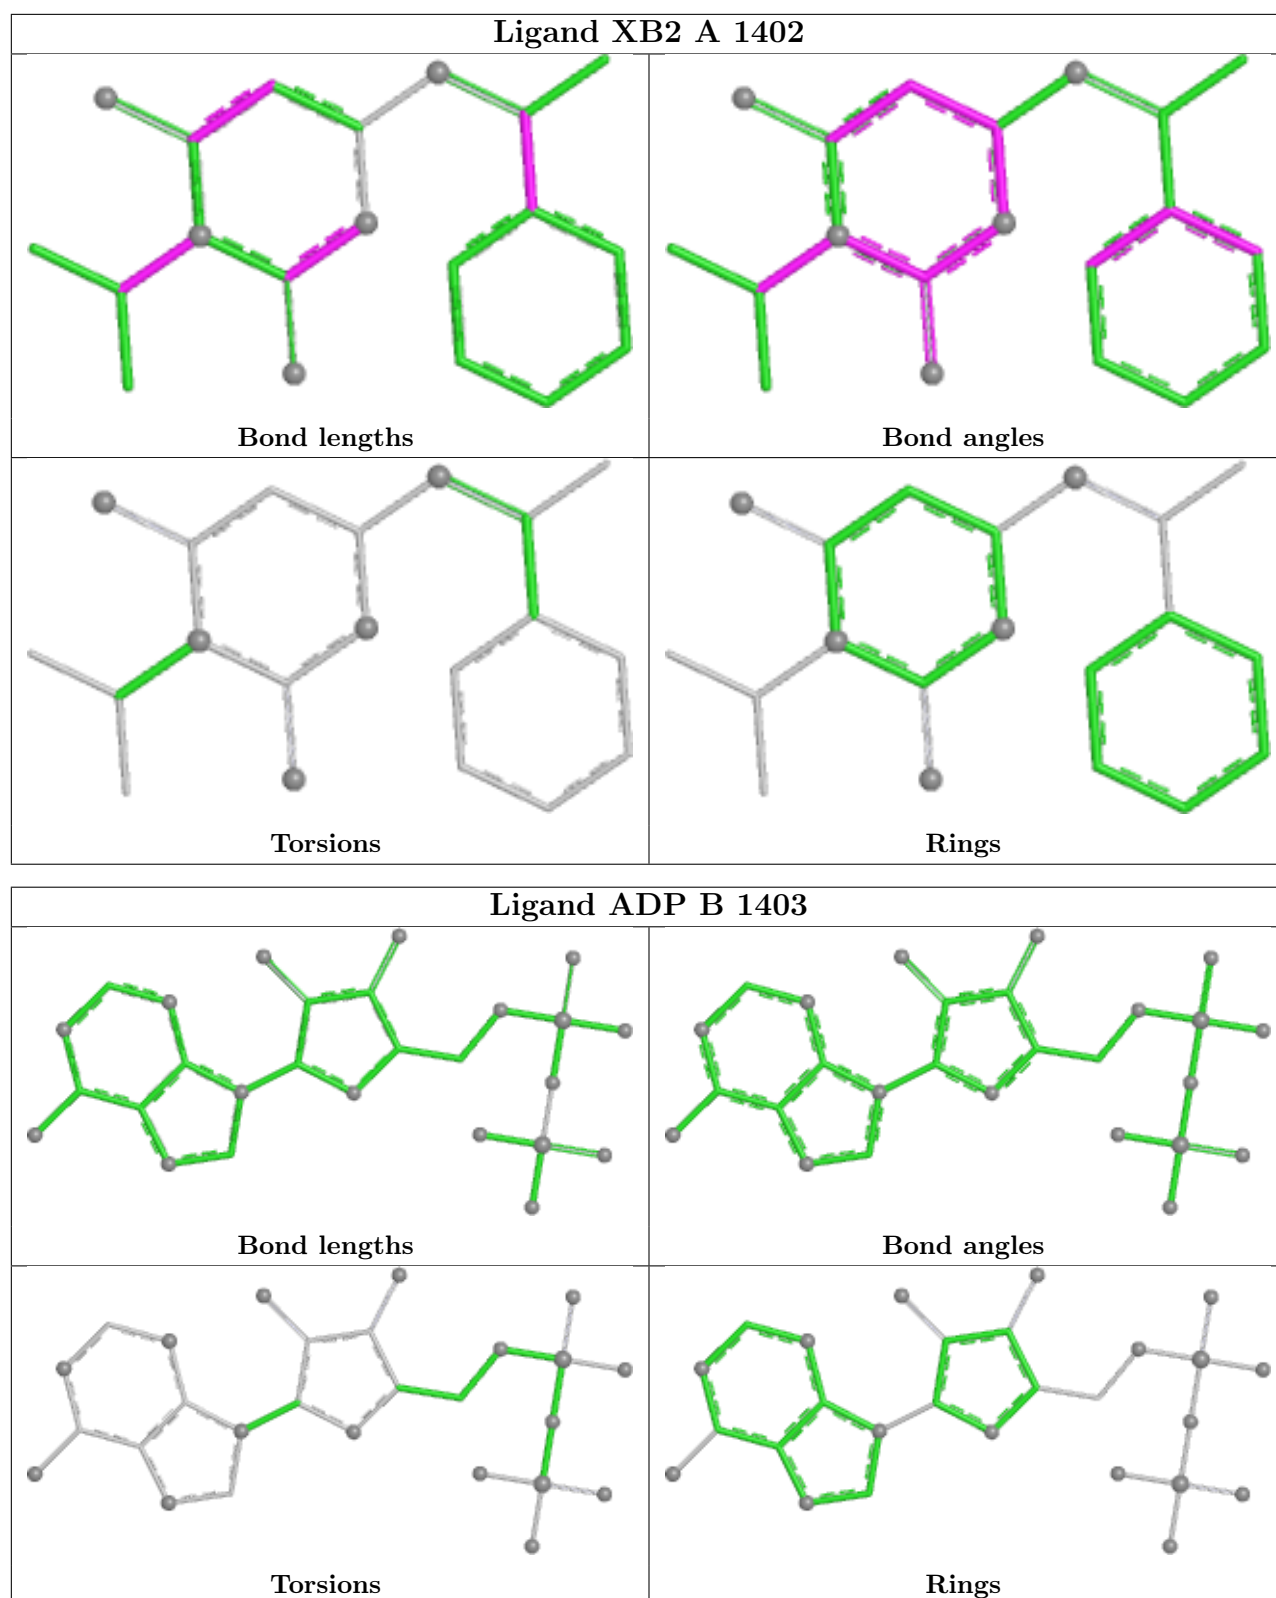 Ligand XB2 A 1402
Bond lengths
Bond angles
Torsions
Rings
Ligand ADP B 1403
Bond lengths
Bond angles
Torsions
Rings